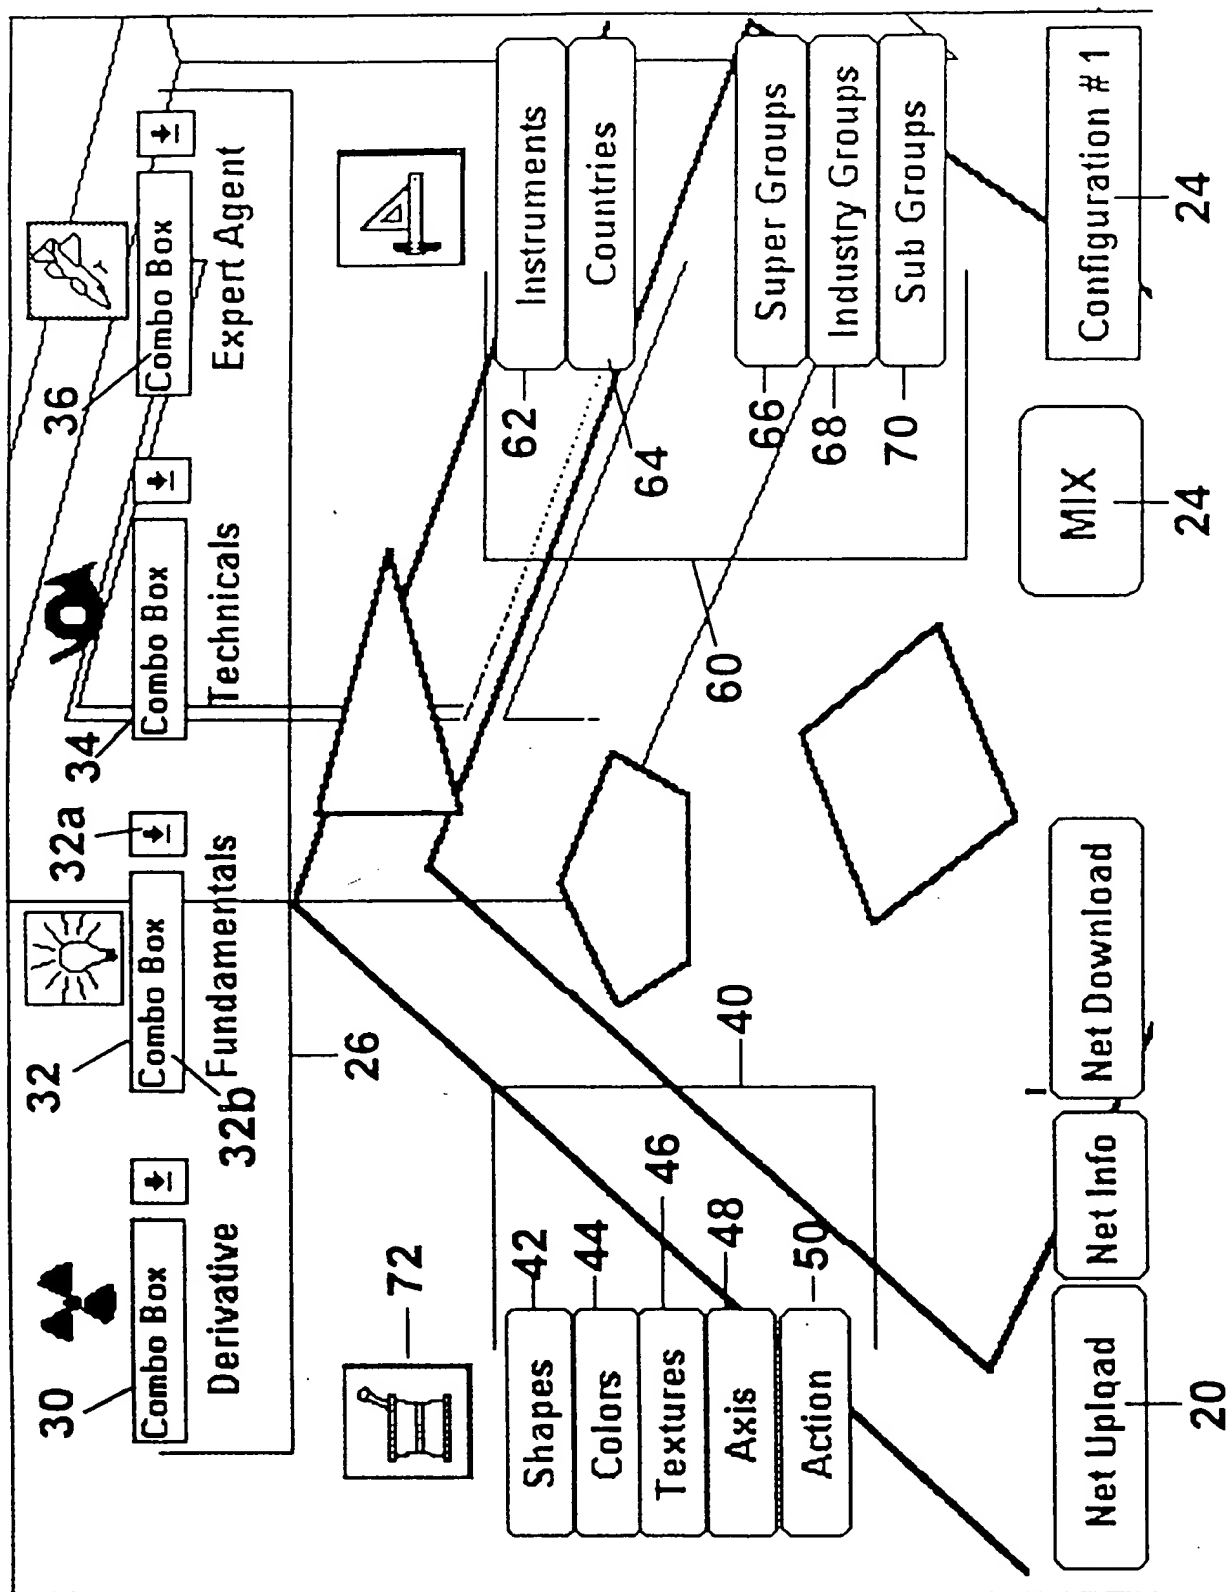 30
32
32a
34
36
Combo Box
Combo Box
Combo Box
Combo Box
Derivative
32b
Fundamentals
Technicals
Expert Agent
26
72
Shapes
42
Colors
44
Textures
46
Axis
48
Action
50
40
60
62
Instruments
64
Countries
66
Super Groups
68
Industry Groups
70
Sub Groups
Net Upload
Net Info
Net Download
MIX
Configuration # 1
20
24
24